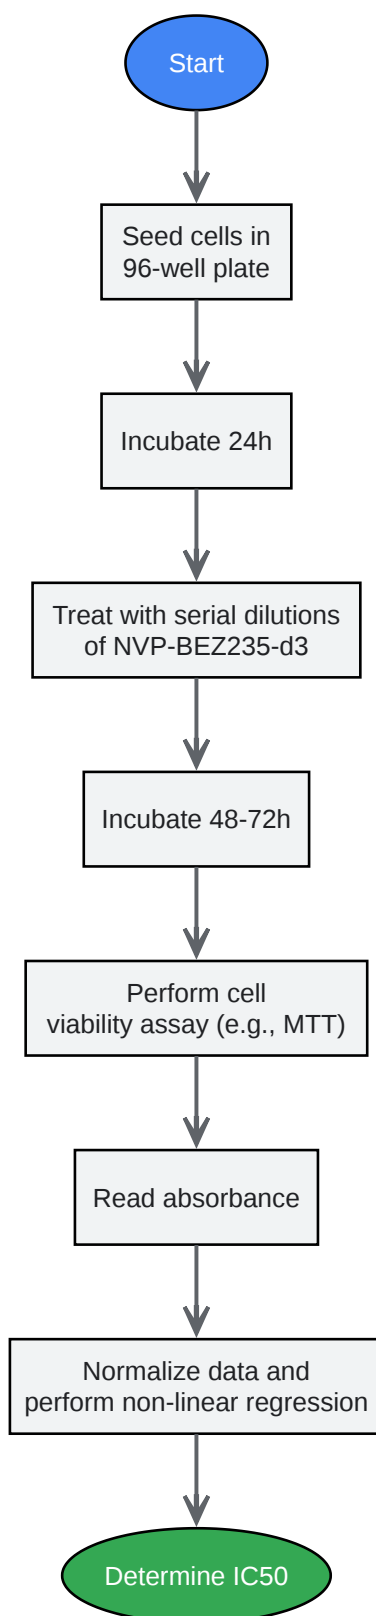 Start
Seed cells in
96-well plate
Incubate 24h
Treat with serial dilutions
of NVP-BEZ235-d3
Incubate 48-72h
Perform cell
viability assay (e.g., MTT)
Read absorbance
Normalize data and
perform non-linear regression
Determine IC50